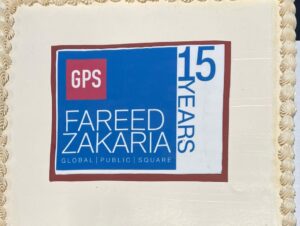 GPS
15
YEARS
FAREED
ZAKARIA
GLOBAL | PUBLIC | SQUARE